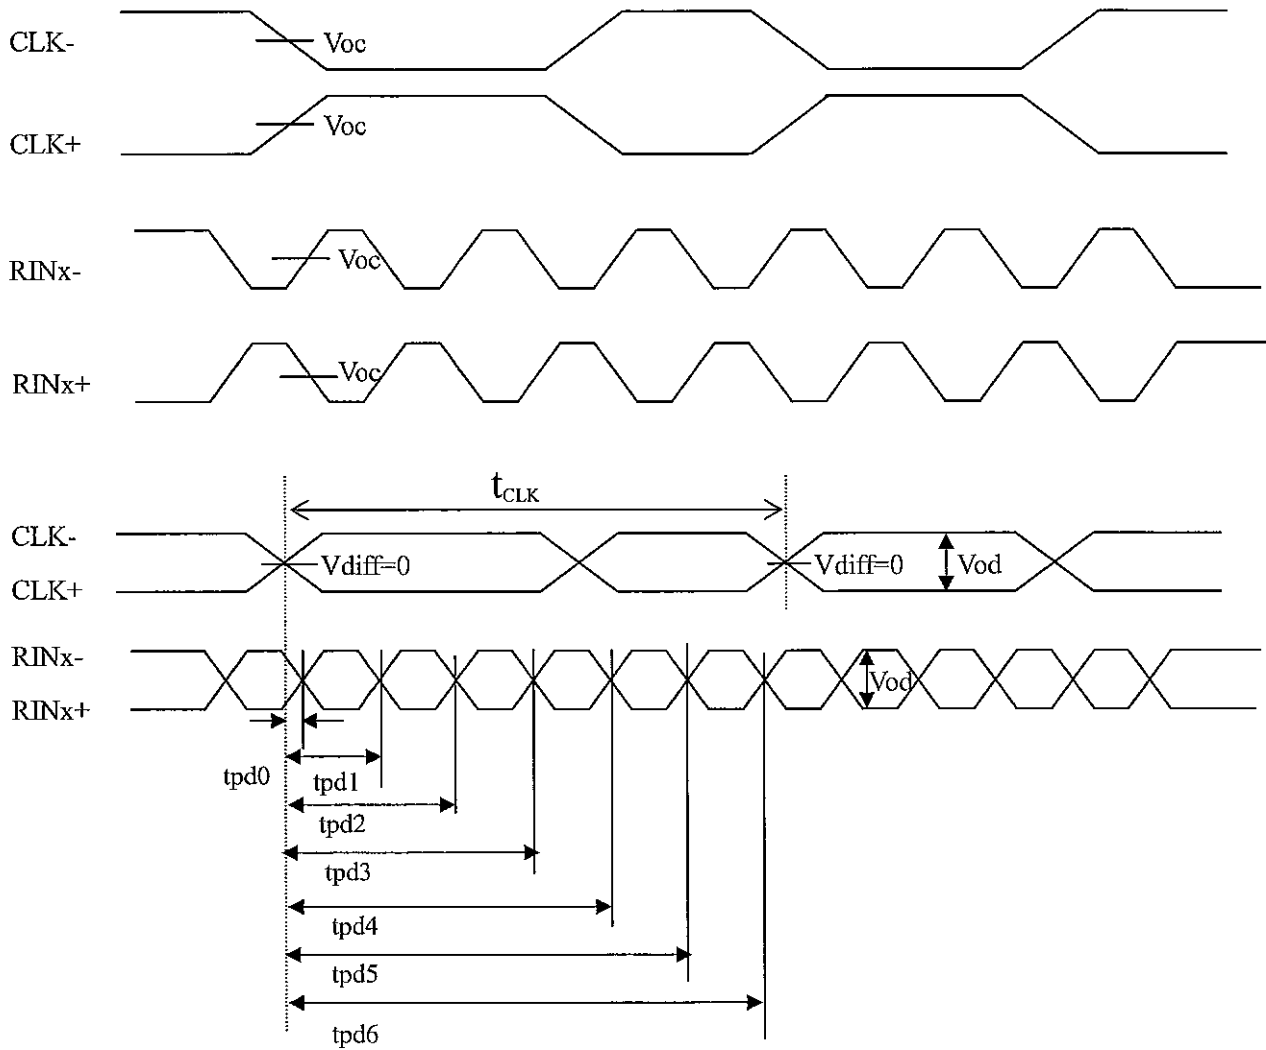 CLK-
Voc
CLK+
Voc
RINx-
Voc
RINx+
Voc
tCLK
CLK-
Vdiff=0
Vdiff=0
Vod
CLK+
RINx-
Vod
RINx+
tpd0
tpd1
tpd2
tpd3
tpd4
tpd5
tpd6